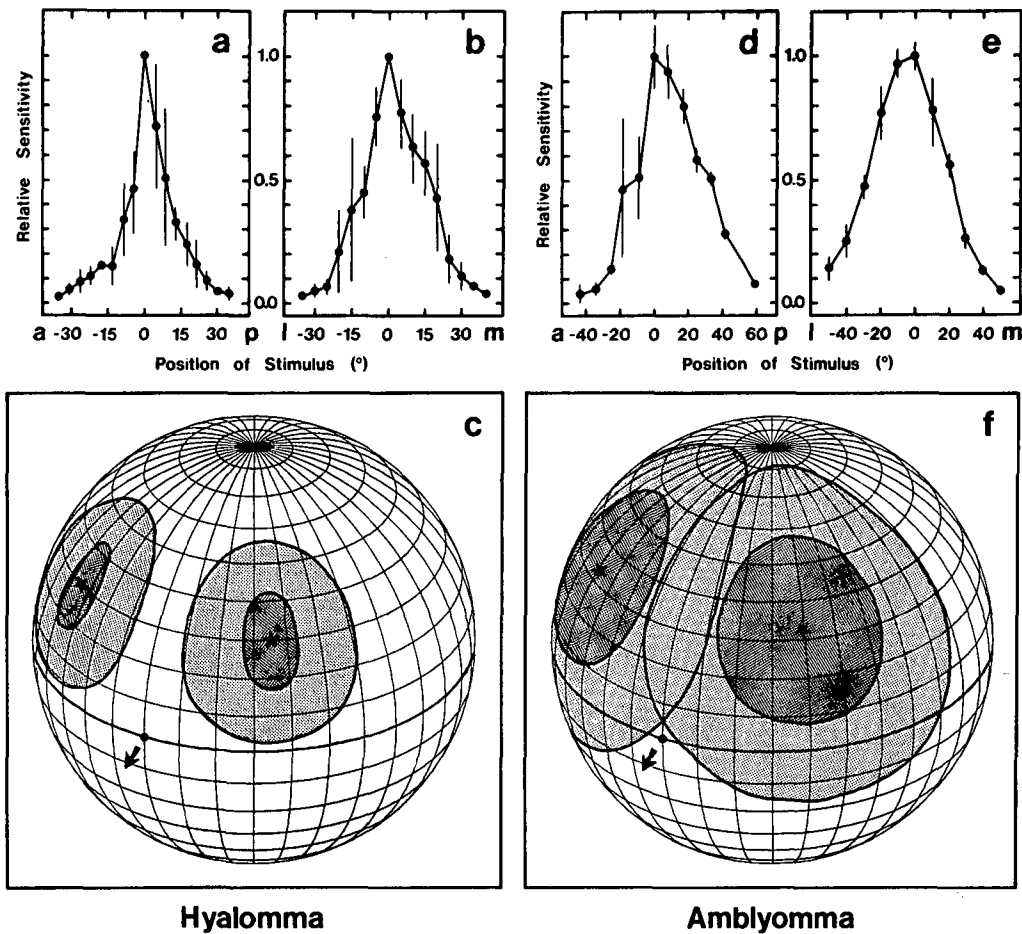 a
b
d
e
Relative Sensitivity
1.0
0.5
0.0
Relative Sensitivity
1.0
0.5
0.0
a -30 -15 0 15 30 p
l -30 -15 0 15 30 m
a -40 -20 0 20 40 60 p
l -40 -20 0 20 40 m
Position of Stimulus (°)
Position of Stimulus (°)
c
f
Hyalomma
Amblyomma